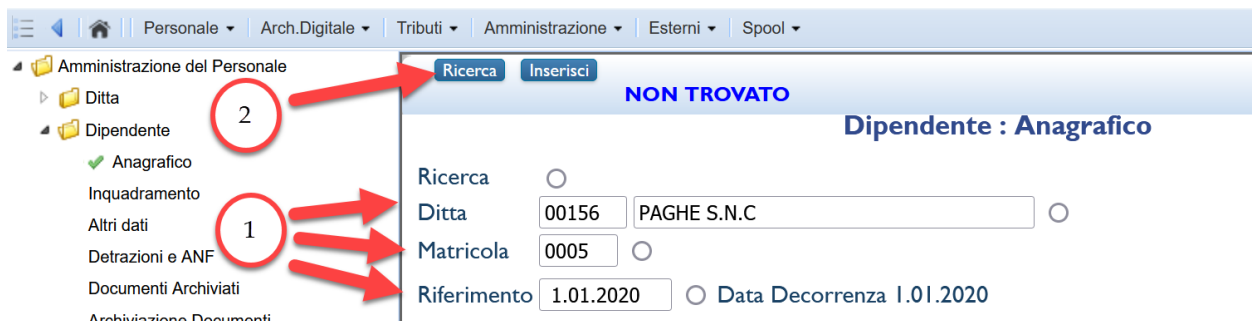 Personale Arch.Digitale Tributi Amministrazione Esterni Spool
Amministrazione del Personale
Ditta
Dipendente
Anagrafico
Inquadramento
Altri dati
Detrazioni e ANF
Documenti Archiviati
Archiviazione Documenti
2
1
Ricerca Inserisci
NON TROVATO
Dipendente : Anagrafico
Ricerca
Ditta 00156 PAGHE S.N.C
Matricola 0005
Riferimento 1.01.2020 Data Decorrenza 1.01.2020